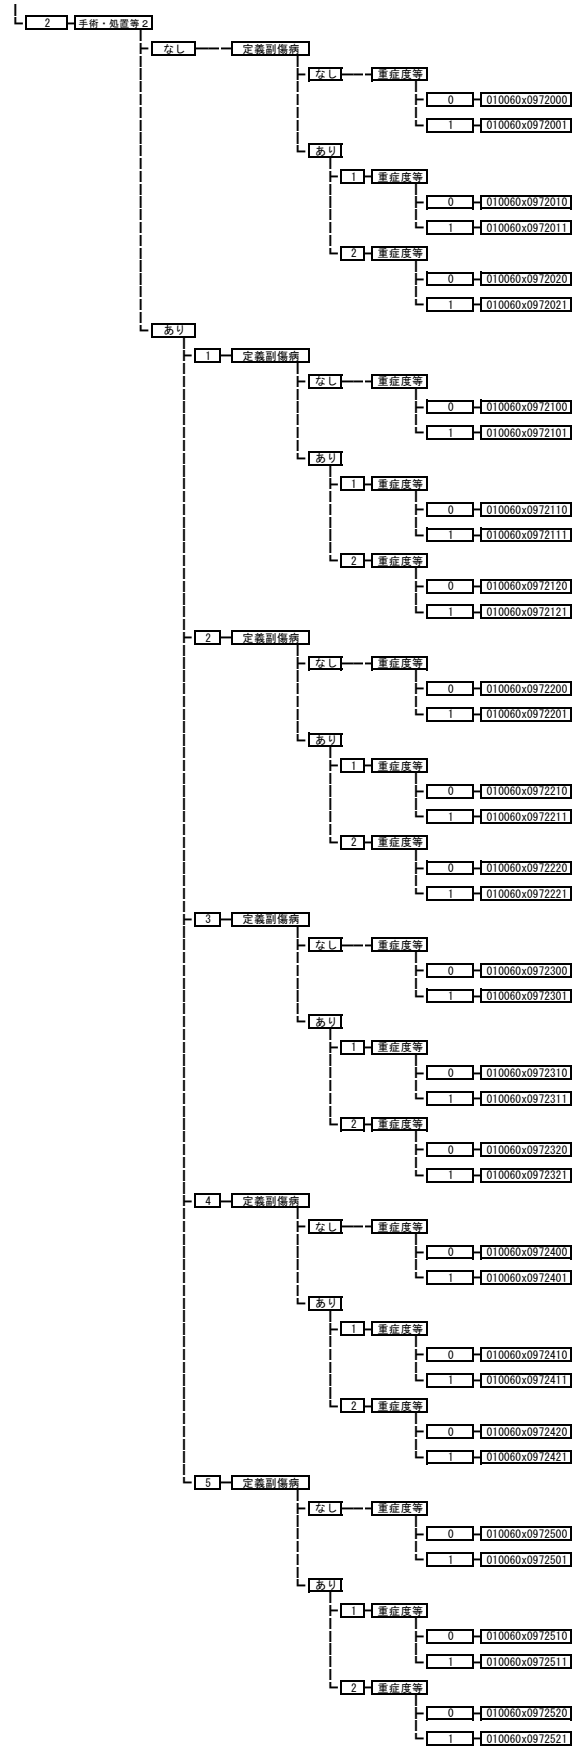 2 手術・処置等２
なし 定義副傷病
なし 重症度等
0 010060x0972000
1 010060x0972001
あり
1 重症度等
0 010060x0972010
1 010060x0972011
2 重症度等
0 010060x0972020
1 010060x0972021
あり
1 定義副傷病
なし 重症度等
0 010060x0972100
1 010060x0972101
あり
1 重症度等
0 010060x0972110
1 010060x0972111
2 重症度等
0 010060x0972120
1 010060x0972121
2 定義副傷病
なし 重症度等
0 010060x0972200
1 010060x0972201
あり
1 重症度等
0 010060x0972210
1 010060x0972211
2 重症度等
0 010060x0972220
1 010060x0972221
3 定義副傷病
なし 重症度等
0 010060x0972300
1 010060x0972301
あり
1 重症度等
0 010060x0972310
1 010060x0972311
2 重症度等
0 010060x0972320
1 010060x0972321
4 定義副傷病
なし 重症度等
0 010060x0972400
1 010060x0972401
あり
1 重症度等
0 010060x0972410
1 010060x0972411
2 重症度等
0 010060x0972420
1 010060x0972421
5 定義副傷病
なし 重症度等
0 010060x0972500
1 010060x0972501
あり
1 重症度等
0 010060x0972510
1 010060x0972511
2 重症度等
0 010060x0972520
1 010060x0972521